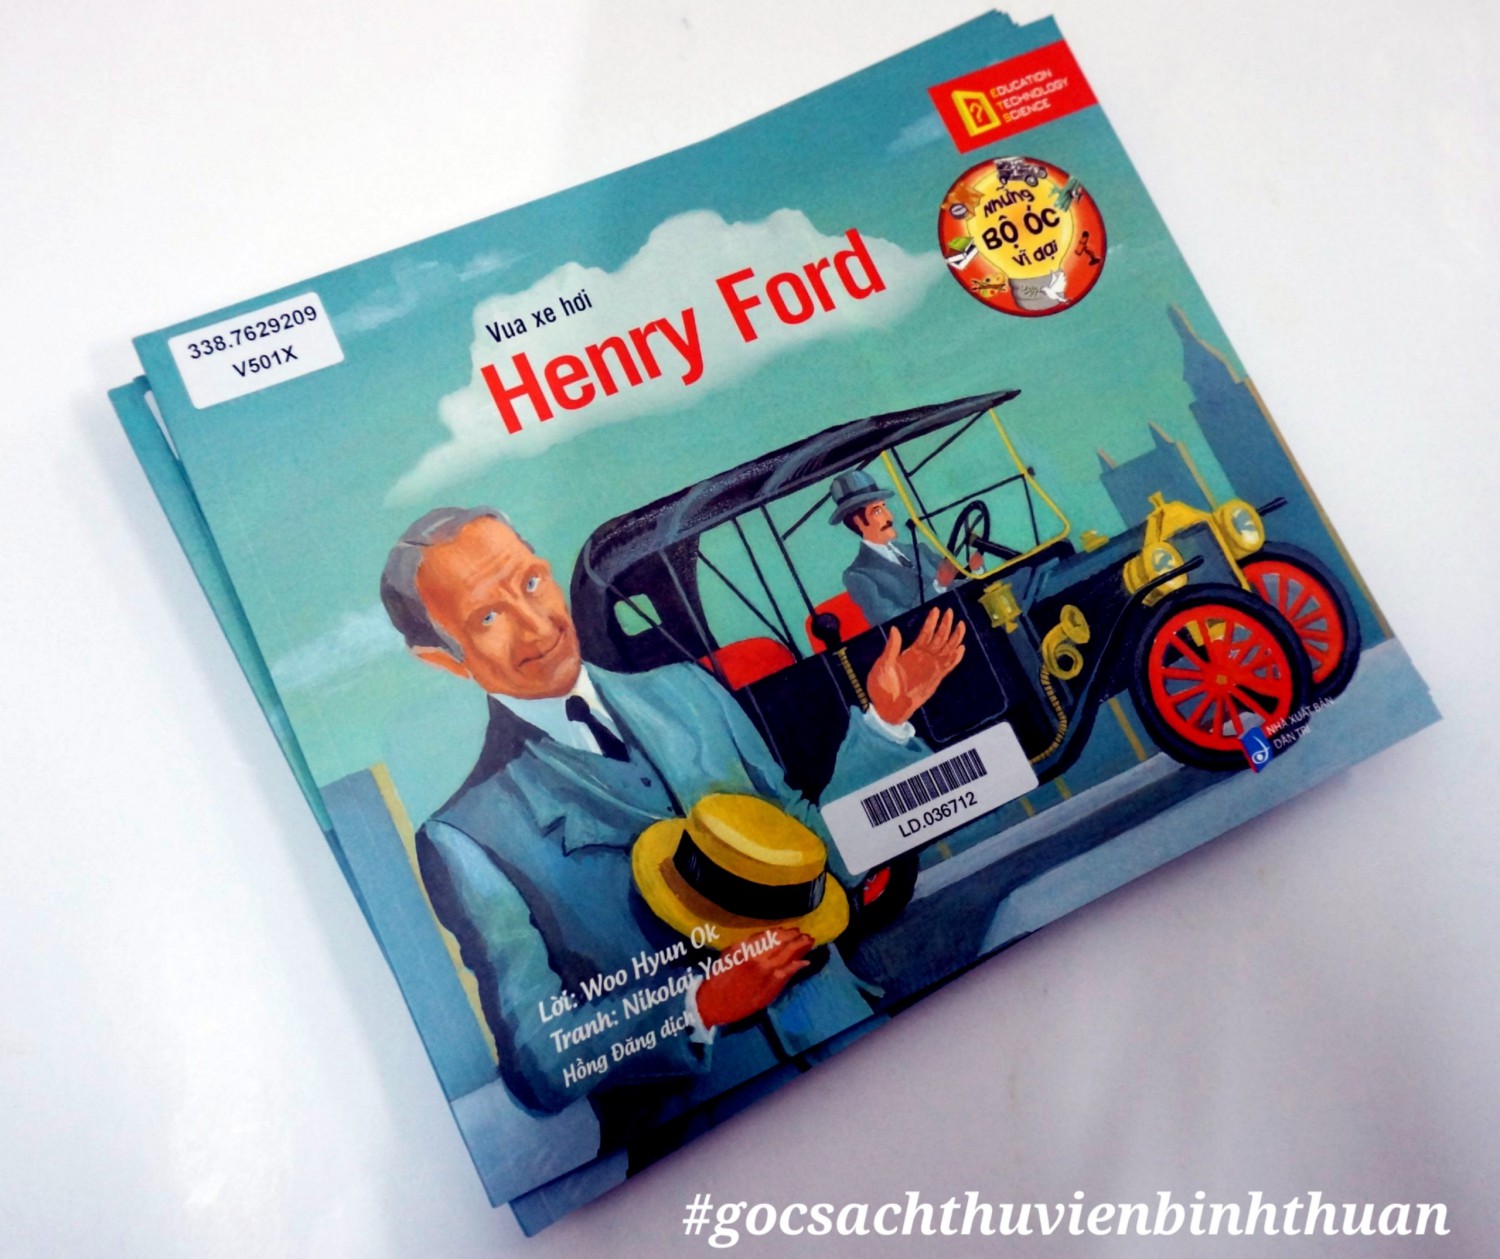 EDUCATION
TECHNOLOGY
SCIENCE
Những
BỘ ÓC
vĩ đại
338.7629209
V501X
Vua xe hơi
Henry Ford
NHÀ XUẤT BẢN
DÂN TRÍ
LD.036712
Lời: Woo Hyun Ok
Tranh: Nikolai Yaschuk
Hồng Đăng dịch
#gocsachthuvienbinhthuan